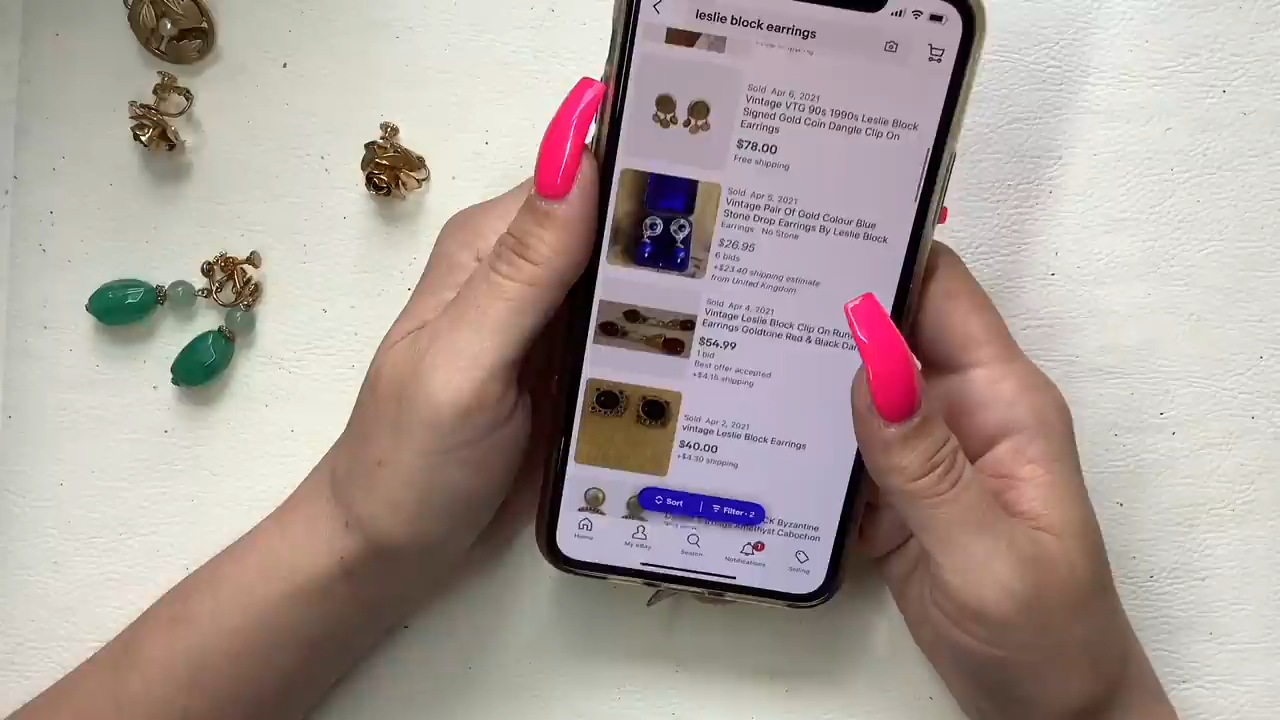 leslie block earrings
Sold Apr 6, 2021
Vintage VTG 90s 1990s Leslie Block
Signed Gold Coin Dangle Clip On
Earrings
$78.00
Free shipping
Sold Apr 5, 2021
Vintage Pair Of Gold Colour Blue
Stone Drop Earrings By Leslie Block
Earrings No Stone
$26.95
6 bids
+$23.40 shipping estimate
from United Kingdom
Sold Apr 4, 2021
Vintage Leslie Block Clip On
Earrings Goldtone Red & Black
$54.99
1 bid
Best offer accepted
+$4.15 shipping
Sold Apr 2, 2021
vintage Leslie Block Earrings
$40.00
+$4.30 shipping
Sort
Filter · 2
Byzantine
Amethyst Cabochon
Home
My eBay
Search
Notifications
1
Selling